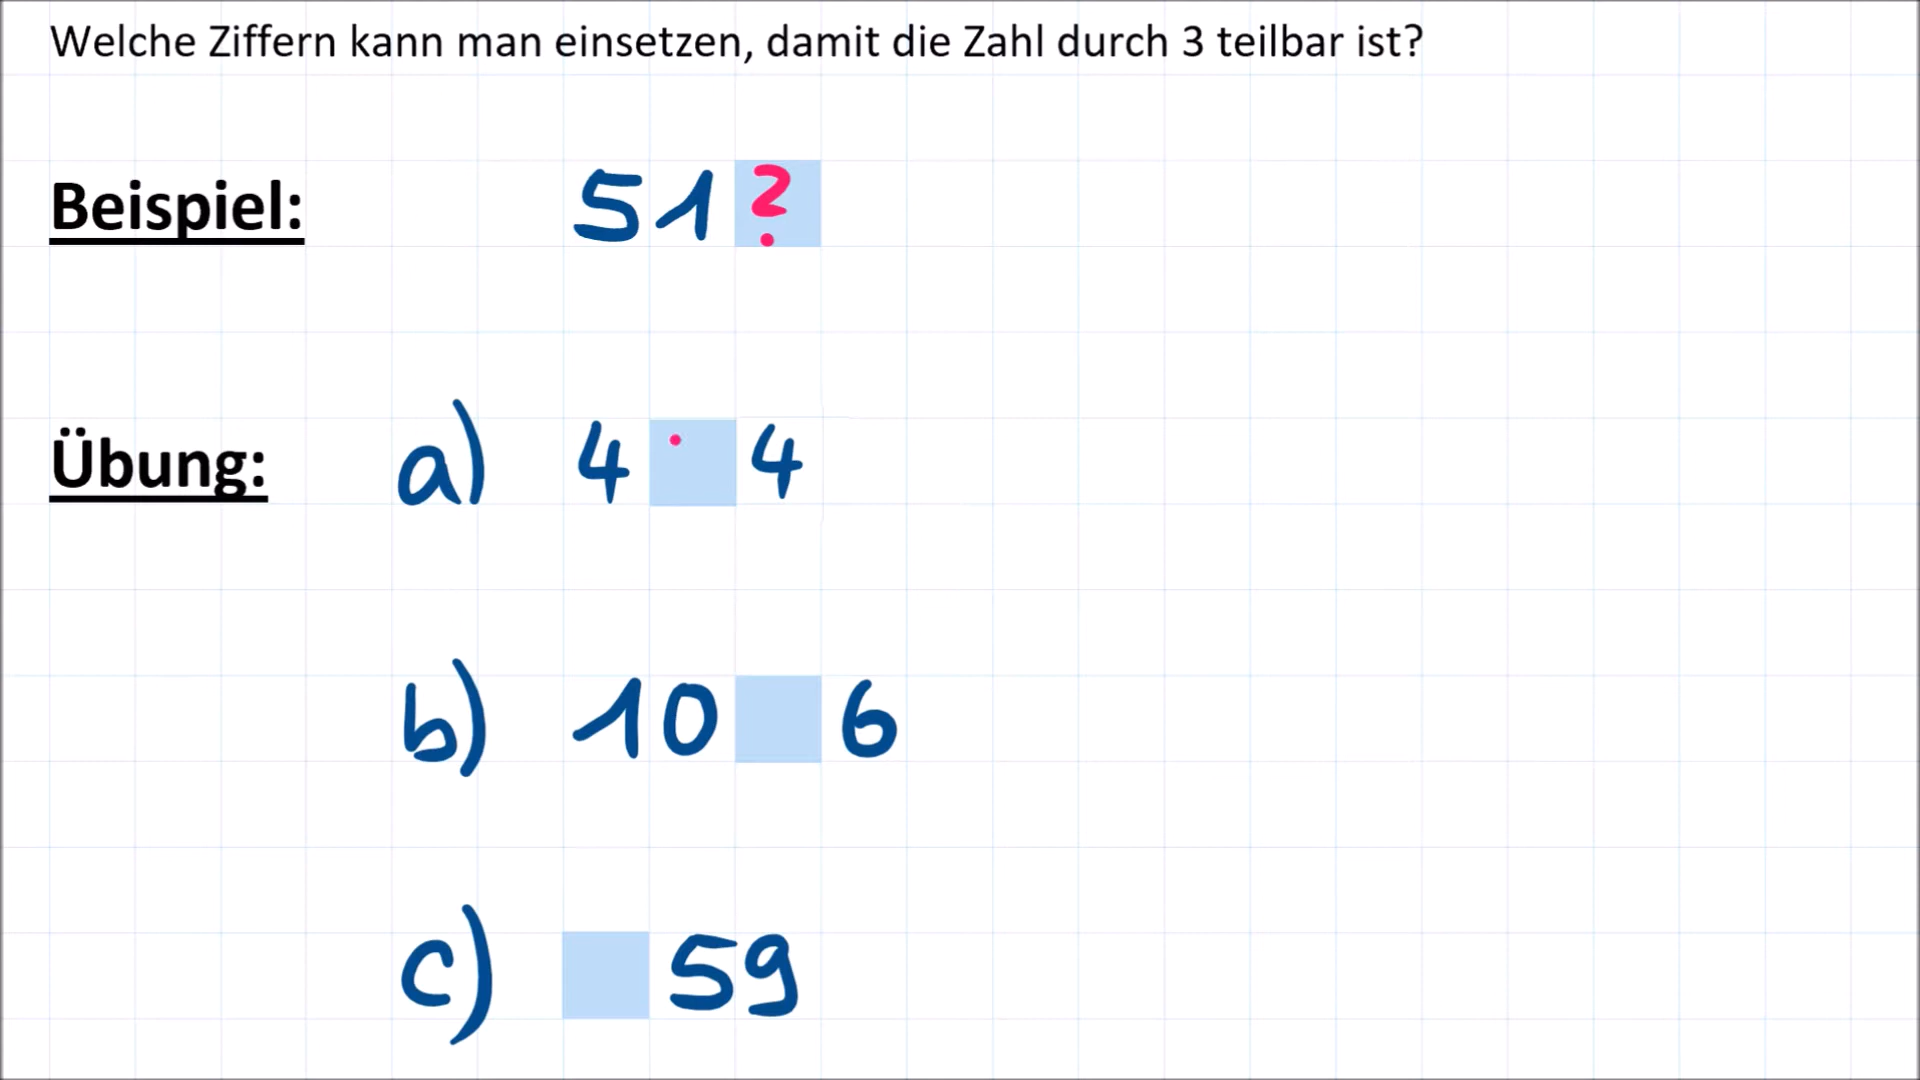 Welche Ziffern kann man einsetzen, damit die Zahl durch 3 teilbar ist?
Beispiel: 51?
Übung: a) 4 4
b) 10 6
c) 59